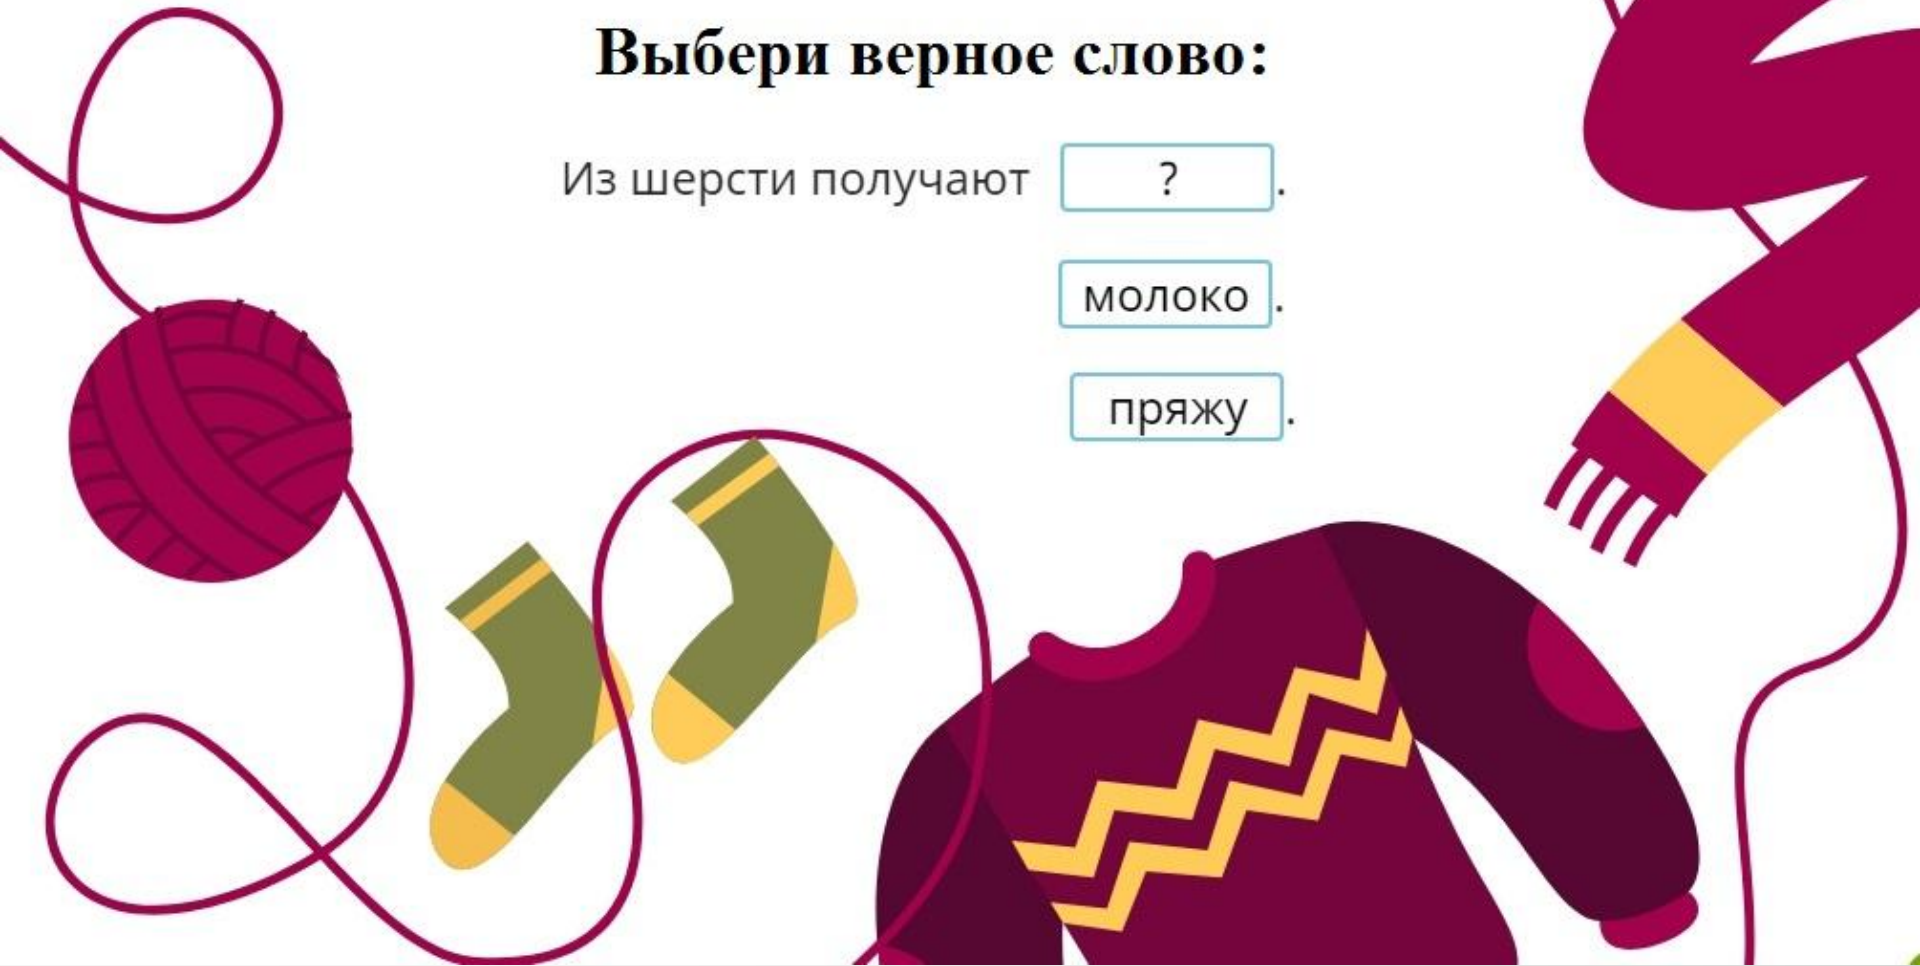 Выбери верное слово:
Из шерсти получают ? .
молоко .
пряжу .